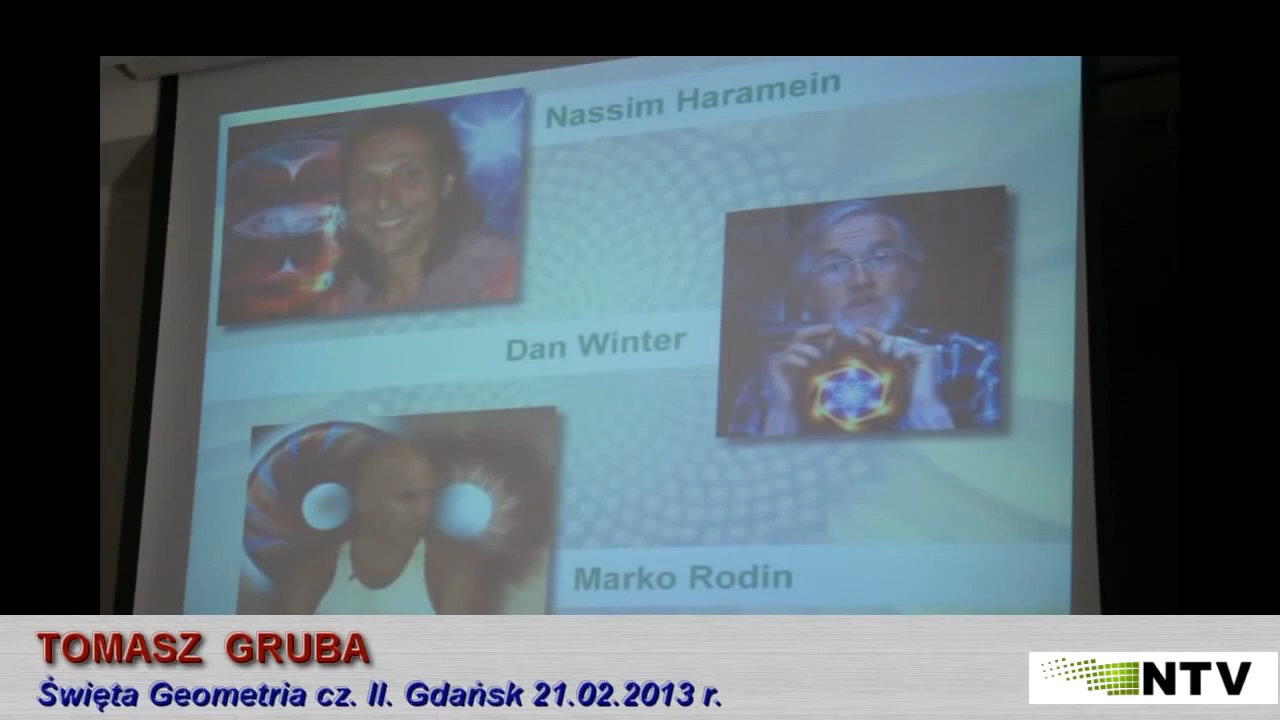 Nassim Haramein
Dan Winter
Marko Rodin
TOMASZ GRUBA
Święta Geometria cz. II. Gdańsk 21.02.2013 r.
NTV